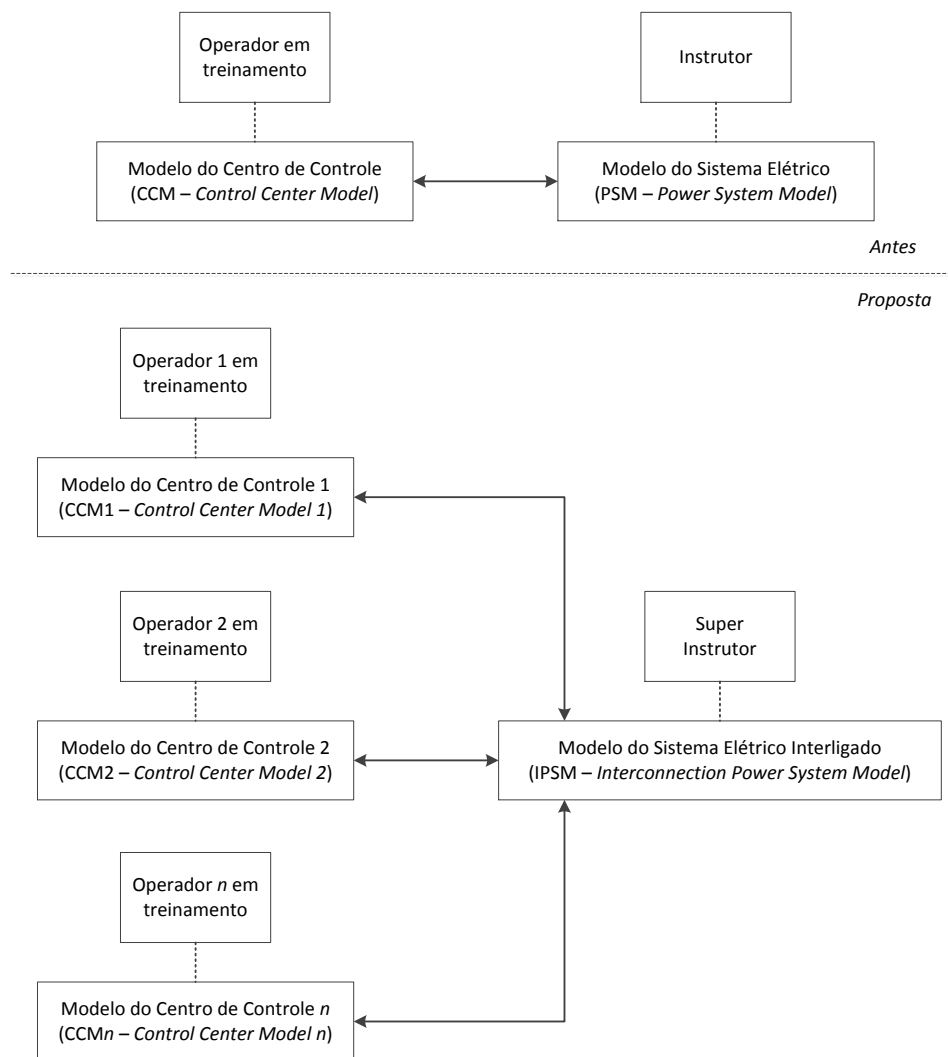 Operador em
treinamento
Instrutor
Modelo do Centro de Controle
(CCM – Control Center Model)
Modelo do Sistema Elétrico
(PSM – Power System Model)
Antes
Proposta
Operador 1 em
treinamento
Modelo do Centro de Controle 1
(CCM1 – Control Center Model 1)
Operador 2 em
treinamento
Super
Instrutor
Modelo do Centro de Controle 2
(CCM2 – Control Center Model 2)
Modelo do Sistema Elétrico Interligado
(IPSM – Interconnection Power System Model)
Operador n em
treinamento
Modelo do Centro de Controle n
(CCMn – Control Center Model n)